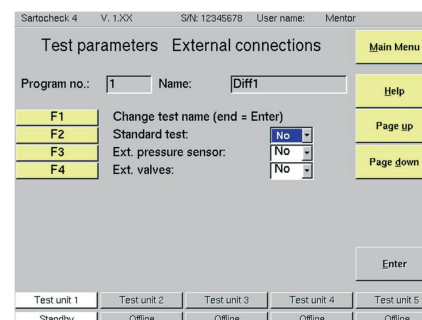 Sartocheck 4 V. 1.XX S/N: 12345678 User name: Mentor
Test parameters External connections
Main Menu
Program no.: 1 Name: Diff1
Help
F1 Change test name (end = Enter)
F2 Standard test: No
Page up
F3 Ext. pressure sensor: No
F4 Ext. valves: No
Page down
Enter
Test unit 1 Test unit 2 Test unit 3 Test unit 4 Test unit 5
Standby Offline Offline Offline Offline